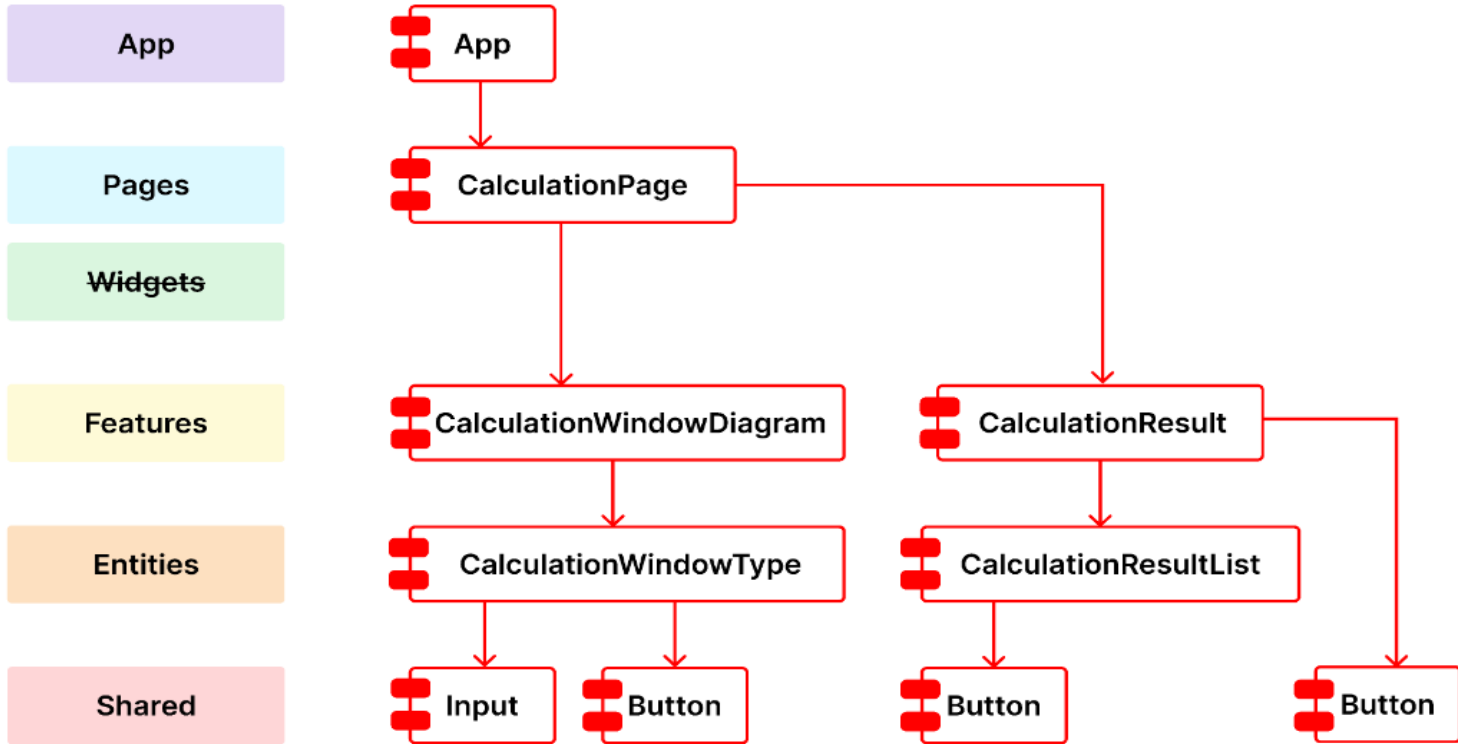 App
App
Pages
CalculationPage
Widgets
Features
CalculationWindowDiagram
CalculationResult
Entities
CalculationWindowType
CalculationResultList
Shared
Input
Button
Button
Button